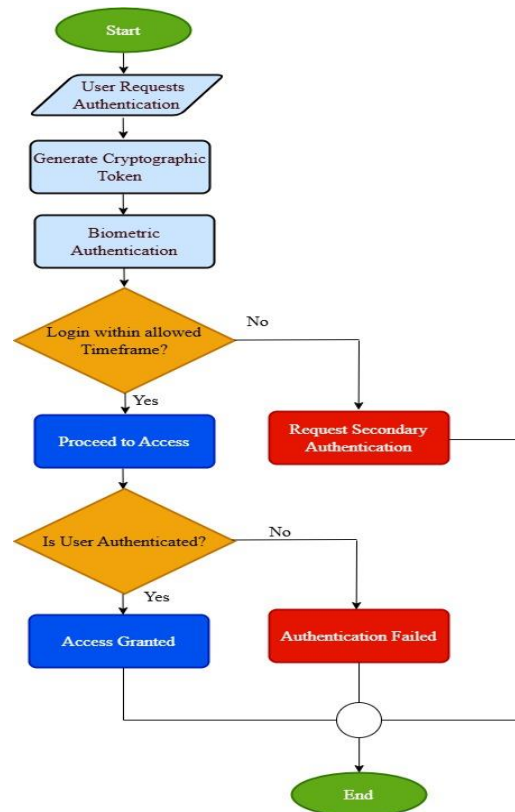 Start
User Requests
Authentication
Generate Cryptographic
Token
Biometric
Authentication
Login within allowed
Timeframe?
No
Yes
Proceed to Access
Request Secondary
Authentication
Is User Authenticated?
No
Yes
Access Granted
Authentication Failed
End